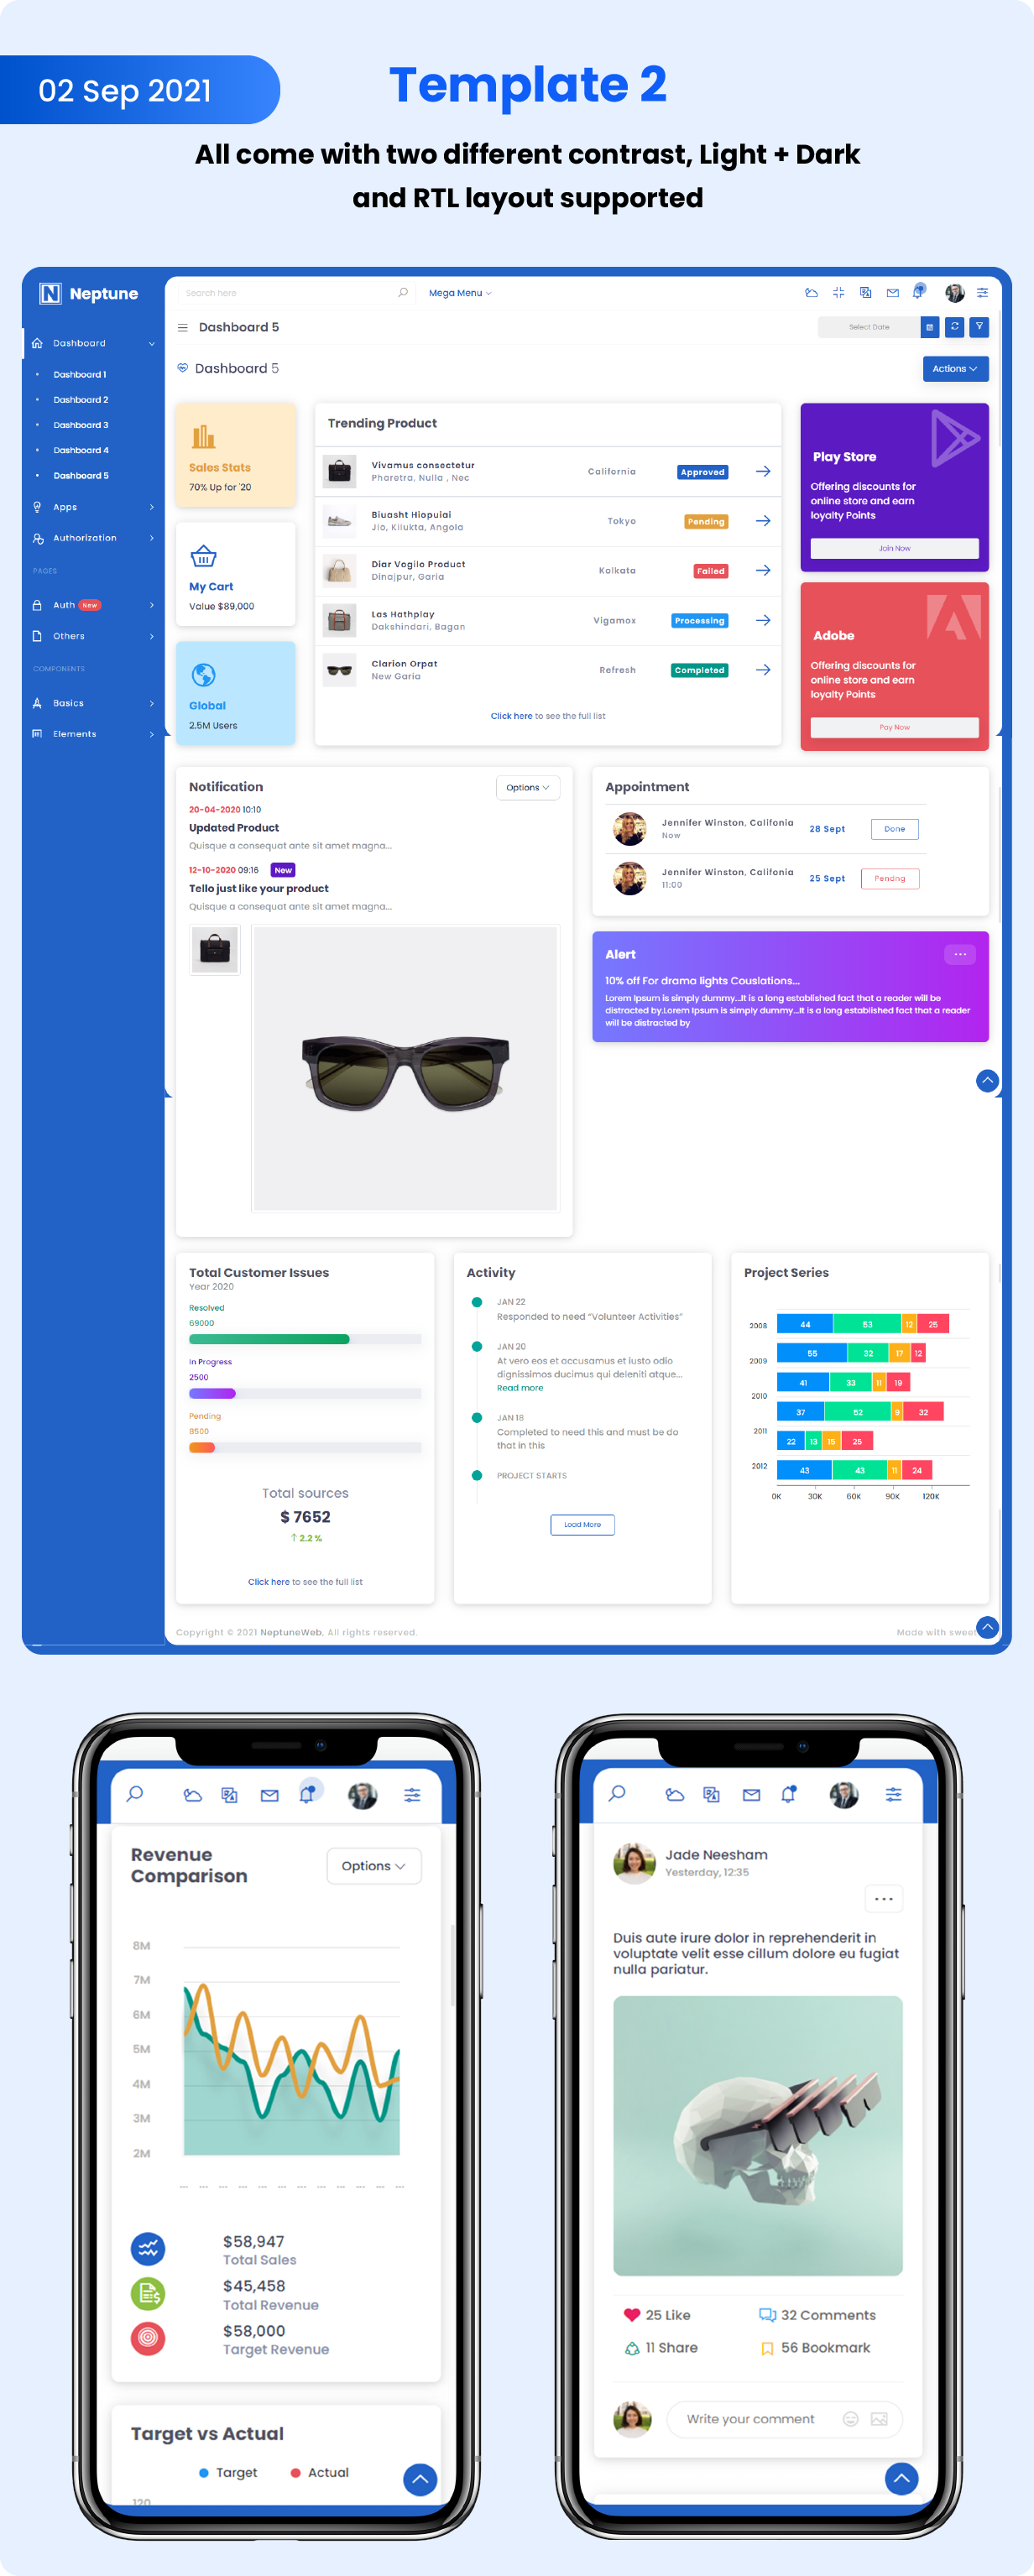 02 Sep 2021
Template 2
All come with two different contrast, Light + Dark
and RTL layout supported
Neptune
Search here
Mega Menu
Dashboard 5
Select Date
Dashboard
Dashboard 1
Dashboard 2
Dashboard 3
Dashboard 4
Dashboard 5
Apps
Authorization
PAGES
Auth New
Others
COMPONENTS
Basics
Elements
Dashboard 5
Actions
Sales Stats
70% Up for '20
My Cart
Value $89,000
Global
2.5M Users
Trending Product
Vivamus consectetur
Pharetra, Nulla , Nec
California
Approved
Biuasht Hiopuiai
Jio, Kilukta, Angola
Tokyo
Pending
Diar Vogilo Product
Dinajpur, Garia
Kolkata
Failed
Las Hathplay
Dakshindari, Bagan
Vigamox
Processing
Clarion Orpat
New Garia
Refresh
Completed
Click here to see the full list
Play Store
Offering discounts for
online store and earn
loyalty Points
Join Now
Adobe
Offering discounts for
online store and earn
loyalty Points
Pay Now
Notification
Options
20-04-2020 10:10
Updated Product
Quisque a consequat ante sit amet magna...
12-10-2020 09:16 New
Tello just like your product
Quisque a consequat ante sit amet magna...
Appointment
Jennifer Winston, Califonia
Now
28 Sept
Done
Jennifer Winston, Califonia
11:00
25 Sept
Pendng
Alert
10% off For drama lights Couslations...
Lorem Ipsum is simply dummy...It is a long established fact that a reader will be
distracted by.Lorem Ipsum is simply dummy...It is a long established fact that a reader
will be distracted by
Total Customer Issues
Year 2020
Resolved
69000
In Progress
2500
Pending
8500
Total sources
$ 7652
↑ 2.2 %
Click here to see the full list
Activity
JAN 22
Responded to need "Volunteer Activities"
JAN 20
At vero eos et accusamus et iusto odio
dignissimos ducimus qui deleniti atque...
Read more
JAN 18
Completed to need this and must be do
that in this
PROJECT STARTS
Load More
Project Series
2008
44 53 12 25
2009
55 32 17 12
41 33 11 19
2010
37 52 9 32
2011
22 13 15 25
2012
43 43 11 24
0K 30K 60K 90K 120K
Copyright © 2021 NeptuneWeb, All rights reserved.
Made with sweet
Revenue
Comparison
Options
8M
7M
6M
5M
4M
3M
2M
$58,947
Total Sales
$45,458
Total Revenue
$58,000
Target Revenue
Target vs Actual
Target
Actual
120
Jade Neesham
Yesterday, 12:35
Duis aute irure dolor in reprehenderit in
voluptate velit esse cillum dolore eu fugiat
nulla pariatur.
25 Like
32 Comments
11 Share
56 Bookmark
Write your comment